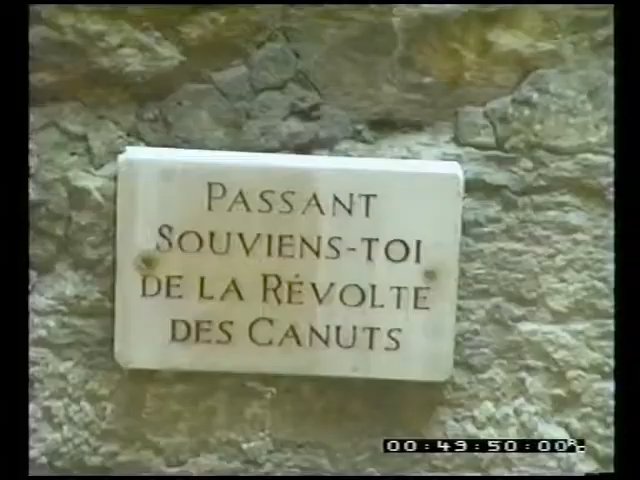 PASSANT
SOUVIENS-TOI
DE LA RÉVOLTE
DES CANUTS
00:49:50:00